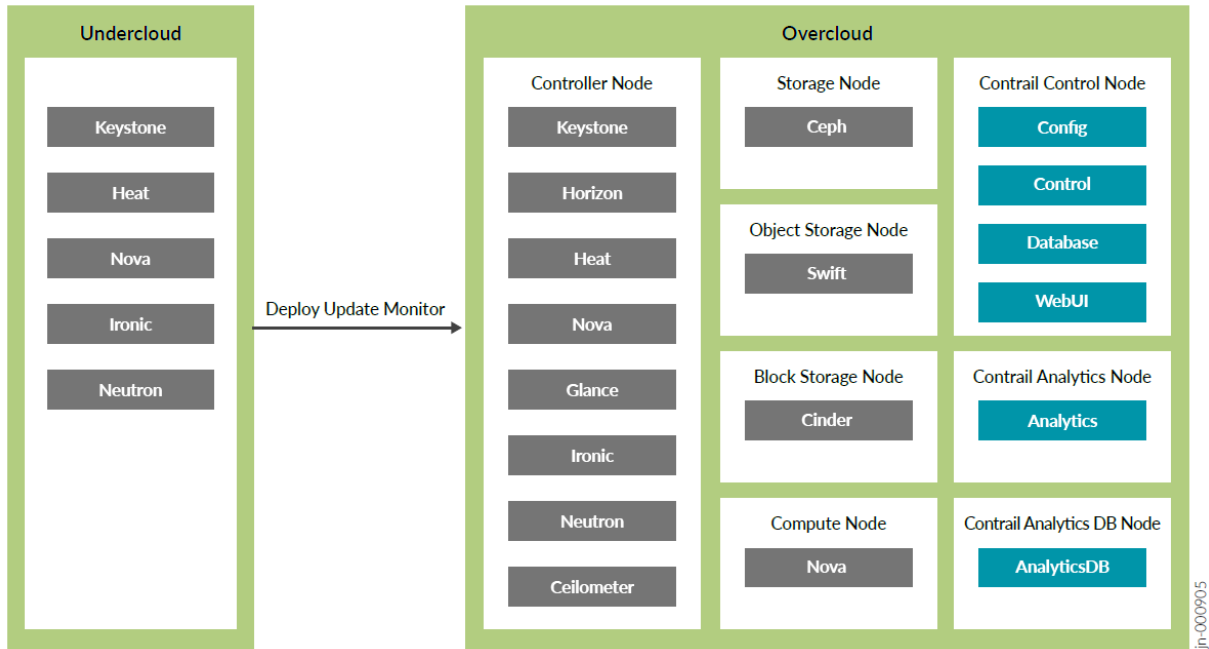 Undercloud
Keystone
Heat
Nova
Ironic
Neutron
Deploy Update Monitor
Overcloud
Controller Node
Keystone
Horizon
Heat
Nova
Glance
Ironic
Neutron
Ceilometer
Storage Node
Ceph
Object Storage Node
Swift
Block Storage Node
Cinder
Compute Node
Nova
Contrail Control Node
Config
Control
Database
WebUI
Contrail Analytics Node
Analytics
Contrail Analytics DB Node
AnalyticsDB
jn-000905